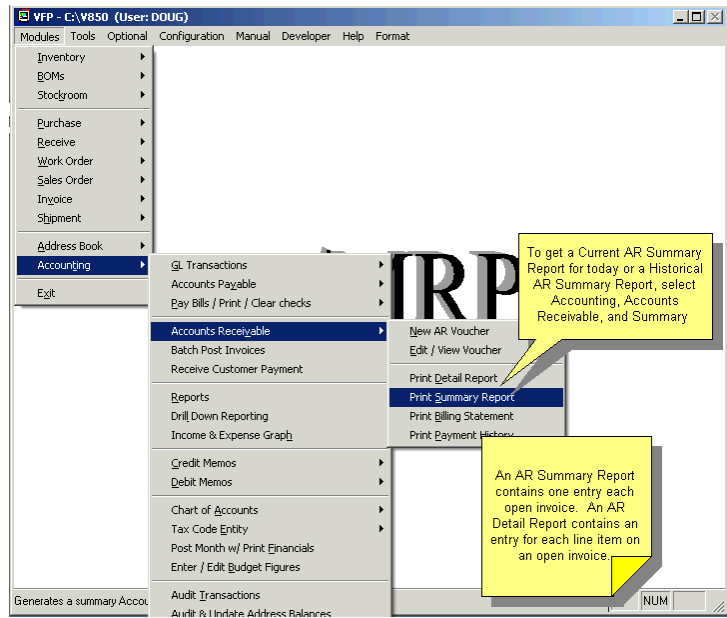 VFP - C:\V850 (User: DOUG)
Modules Tools Optional Configuration Manual Developer Help Format
Inventory
BOMs
Stockroom
Purchase
Receive
Work Order
Sales Order
Invoice
Shipment
Address Book
Accounting
Exit
GL Transactions
Accounts Payable
Pay Bills / Print / Clear checks
Accounts Receivable
Batch Post Invoices
Receive Customer Payment
Reports
Drill Down Reporting
Income & Expense Graph
Credit Memos
Debit Memos
Chart of Accounts
Tax Code Entity
Post Month w/ Print Financials
Enter / Edit Budget Figures
Audit Transactions
Audit & Update Address Balances
New AR Voucher
Edit / View Voucher
Print Detail Report
Print Summary Report
Print Billing Statement
Print Payment History
MRP
To get a Current AR Summary
Report for today or a Historical
AR Summary Report, select
Accounting, Accounts
Receivable, and Summary
An AR Summary Report
contains one entry each
open invoice. An AR
Detail Report contains an
entry for each line item on
an open invoice.
Generates a summary Accou
NUM